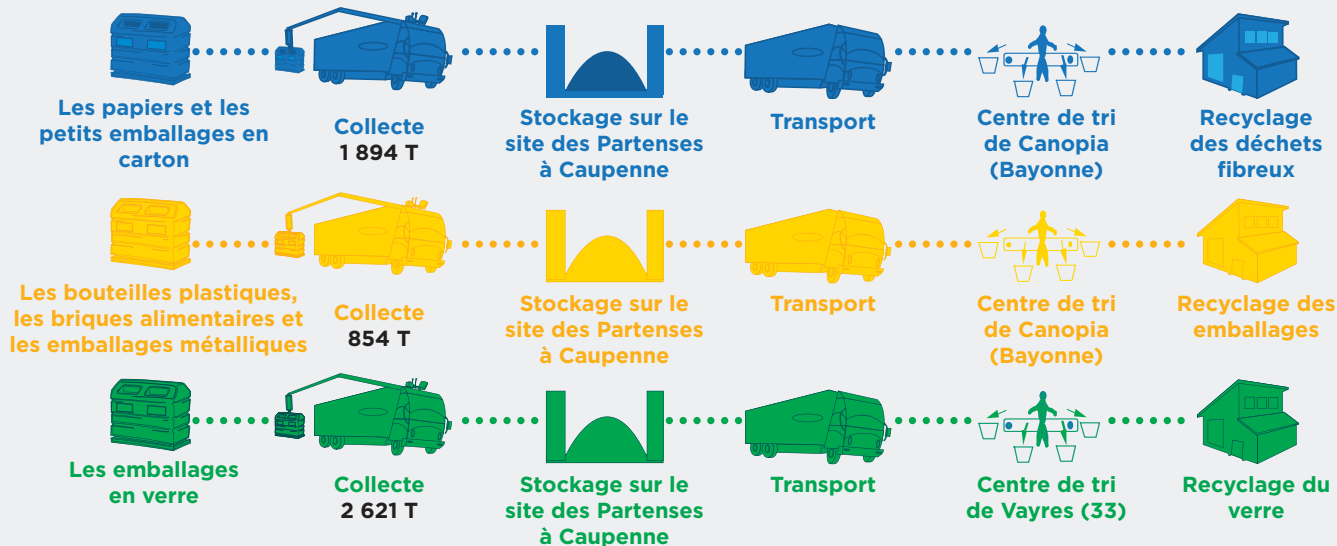 Les papiers et les
petits emballages en
carton
Collecte
1 894 T
Stockage sur le
site des Partenses
à Caupenne
Transport
Centre de tri
de Canopia
(Bayonne)
Recyclage
des déchets
fibreux
Les bouteilles plastiques,
les briques alimentaires et
les emballages métalliques
Collecte
854 T
Stockage sur le
site des Partenses
à Caupenne
Transport
Centre de tri
de Canopia
(Bayonne)
Recyclage des
emballages
Les emballages
en verre
Collecte
2 621 T
Stockage sur le
site des Partenses
à Caupenne
Transport
Centre de tri
de Vayres (33)
Recyclage du
verre